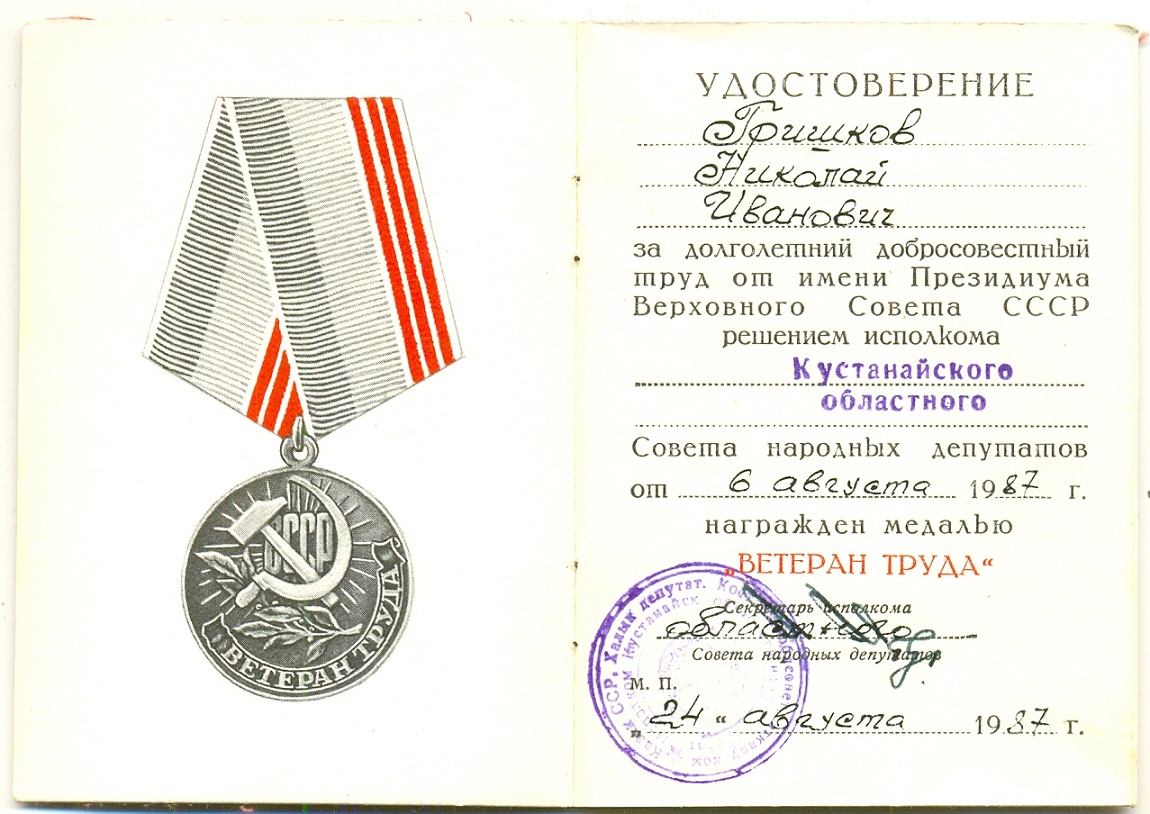 СССР
ВЕТЕРАН ТРУДА
УДОСТОВЕРЕНИЕ
Гришков
Николай
Иванович
за долголетний добросовестный
труд от имени Президиума
Верховного Совета СССР
решением исполкома
Кустанайского
областного
Совета народных депутатов
от 6 августа 1987 г.
награжден медалью
„ВЕТЕРАН ТРУДА“
Секретарь исполкома
областного
Совета народных депутатов
М. П.
„24“ августа 1987 г.